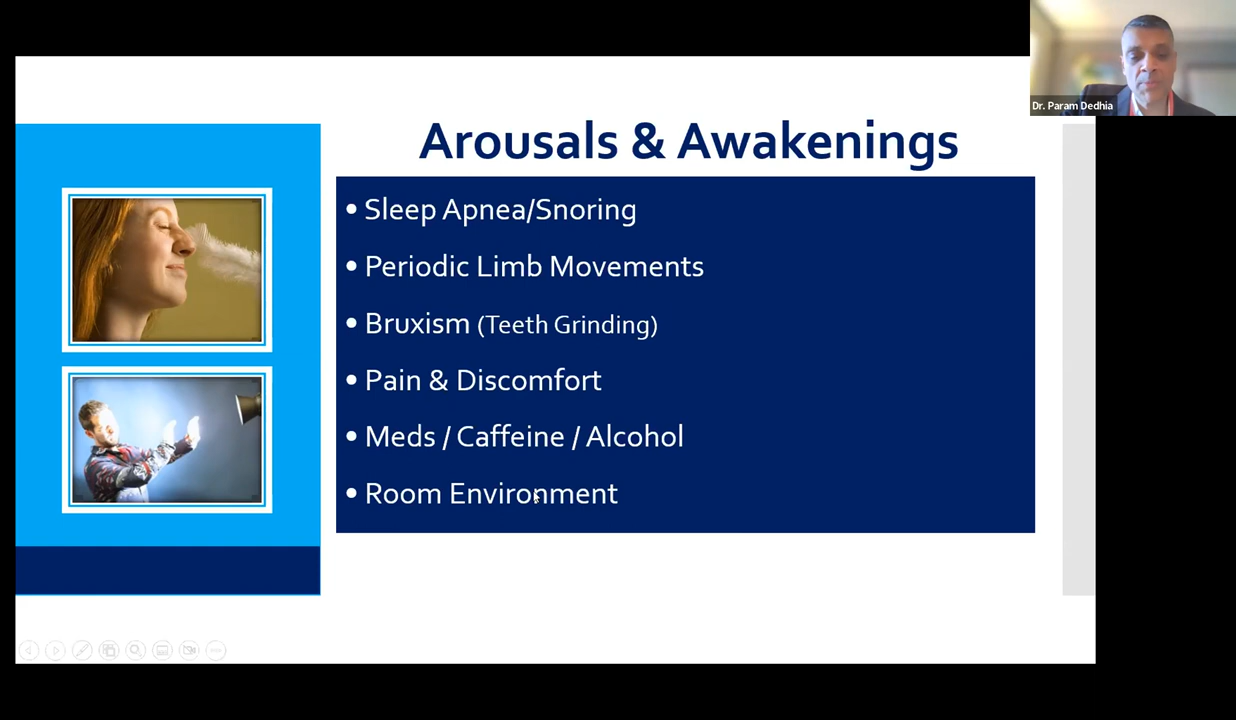 Dr. Param Dedhia
Arousals & Awakenings
• Sleep Apnea/Snoring
• Periodic Limb Movements
• Bruxism (Teeth Grinding)
• Pain & Discomfort
• Meds / Caffeine / Alcohol
• Room Environment